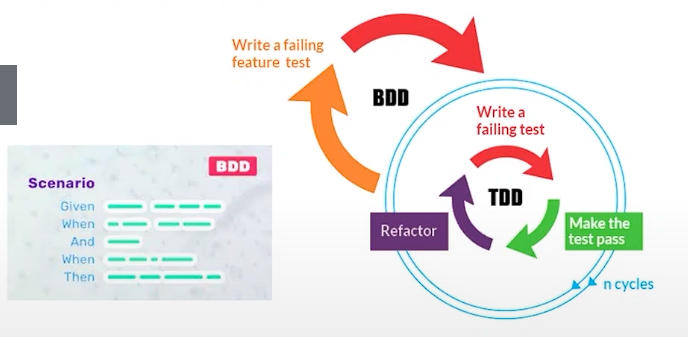 Write a failing
feature test
BDD
Write a
failing test
TDD
Refactor
Make the
test pass
n cycles
BDD
Scenario
Given
When
And
When
Then